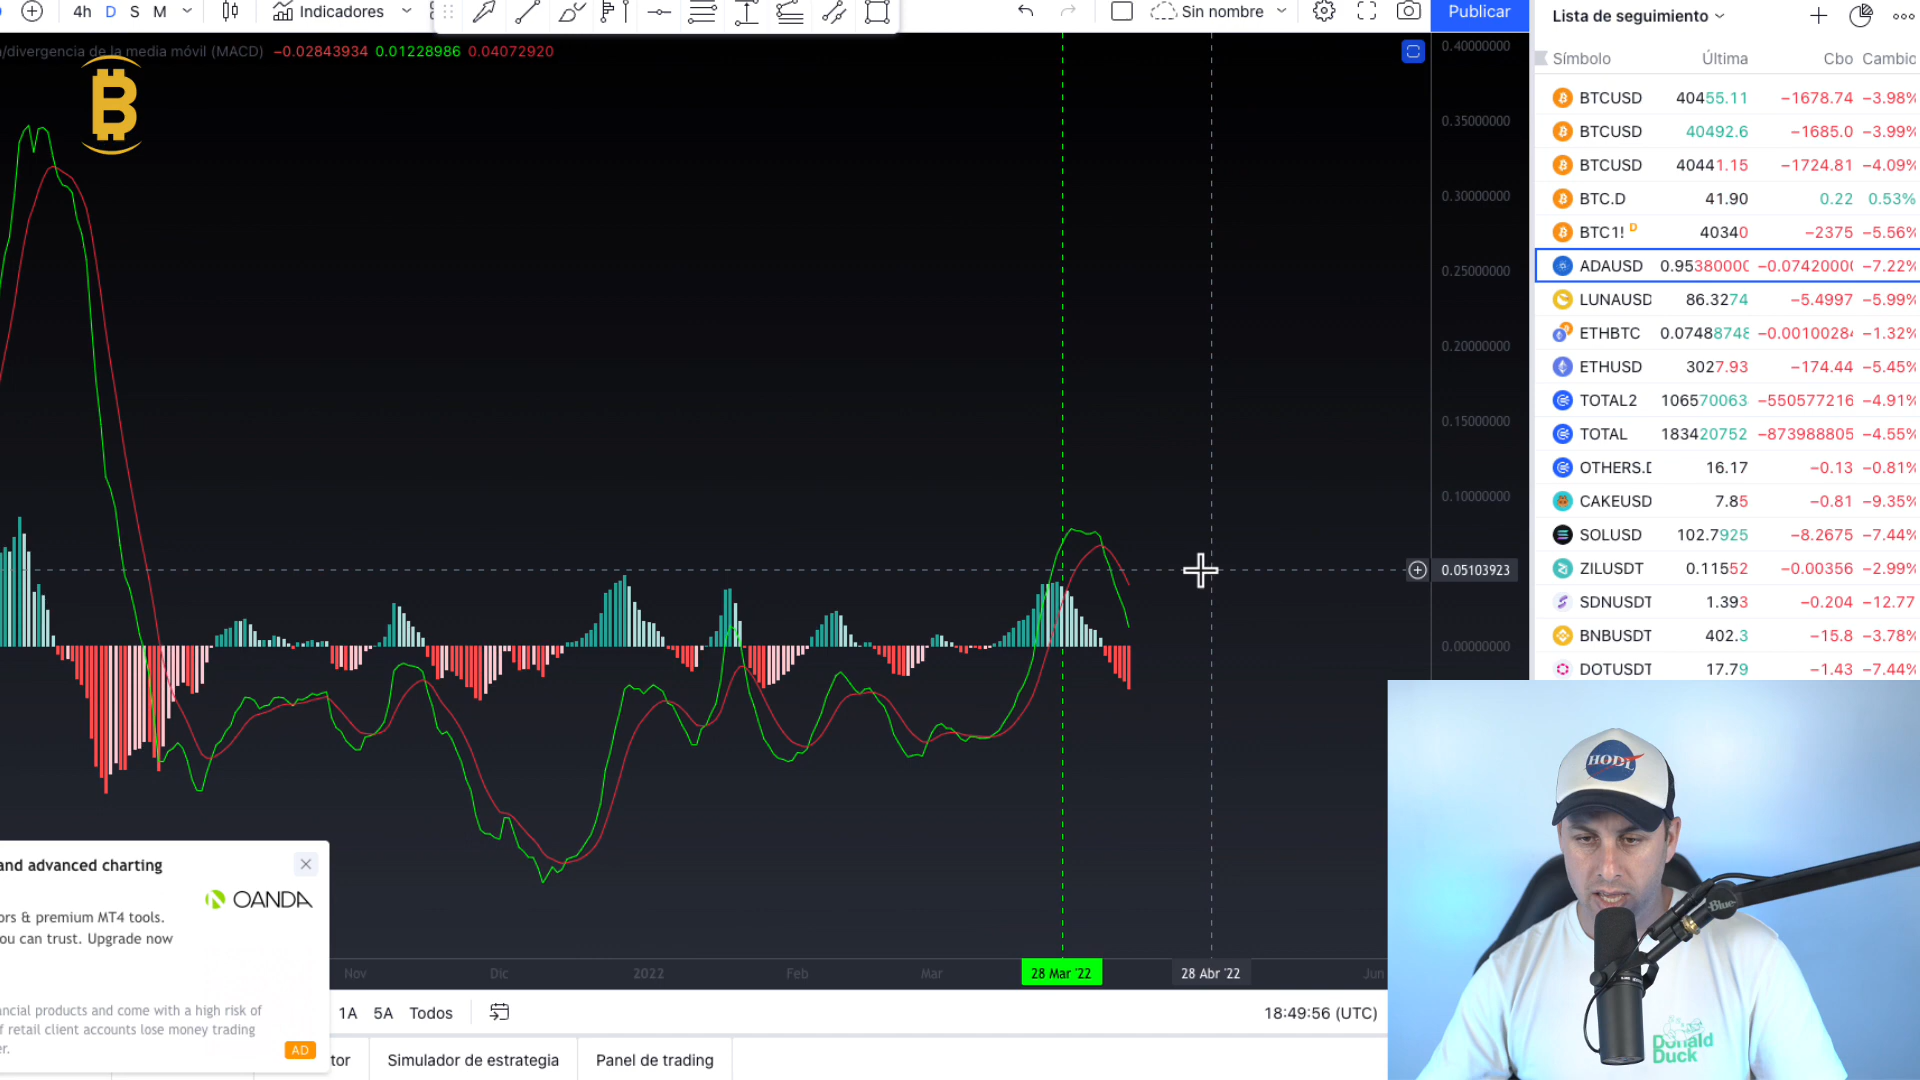 4h D S M Indicadores Sin nombre Publicar
/divergencia de la media móvil (MACD) −0.02843934 0.01228986 0.04072920
0.40000000
0.35000000
0.30000000
0.25000000
0.20000000
0.15000000
0.10000000
0.05103923
0.00000000
Nov Dic 2022 Feb Mar 28 Mar '22 28 Abr '22 Jun
1A 5A Todos 18:49:56 (UTC)
tor Simulador de estrategia Panel de trading
and advanced charting
OANDA
ors & premium MT4 tools.
ou can trust. Upgrade now
ncial products and come with a high risk of
f retail client accounts lose money trading
er.
AD
Lista de seguimiento
Símbolo Última Cbo Cambio
BTCUSD 40455.11 −1678.74 −3.98%
BTCUSD 40492.6 −1685.0 −3.99%
BTCUSD 40441.15 −1724.81 −4.09%
BTC.D 41.90 0.22 0.53%
BTC1! D 40340 −2375 −5.56%
ADAUSD 0.9538000 −0.0742000 −7.22%
LUNAUSD 86.3274 −5.4997 −5.99%
ETHBTC 0.07488748 −0.0010028 −1.32%
ETHUSD 3027.93 −174.44 −5.45%
TOTAL2 106570063 −550577216 −4.91%
TOTAL 183420752 −873988805 −4.55%
OTHERS.D 16.17 −0.13 −0.81%
CAKEUSD 7.85 −0.81 −9.35%
SOLUSD 102.7925 −8.2675 −7.44%
ZILUSDT 0.11552 −0.00356 −2.99%
SDNUSDT 1.393 −0.204 −12.77
BNBUSDT 402.3 −15.8 −3.78%
DOTUSDT 17.79 −1.43 −7.44%
HODL
Blue
Donald
Duck